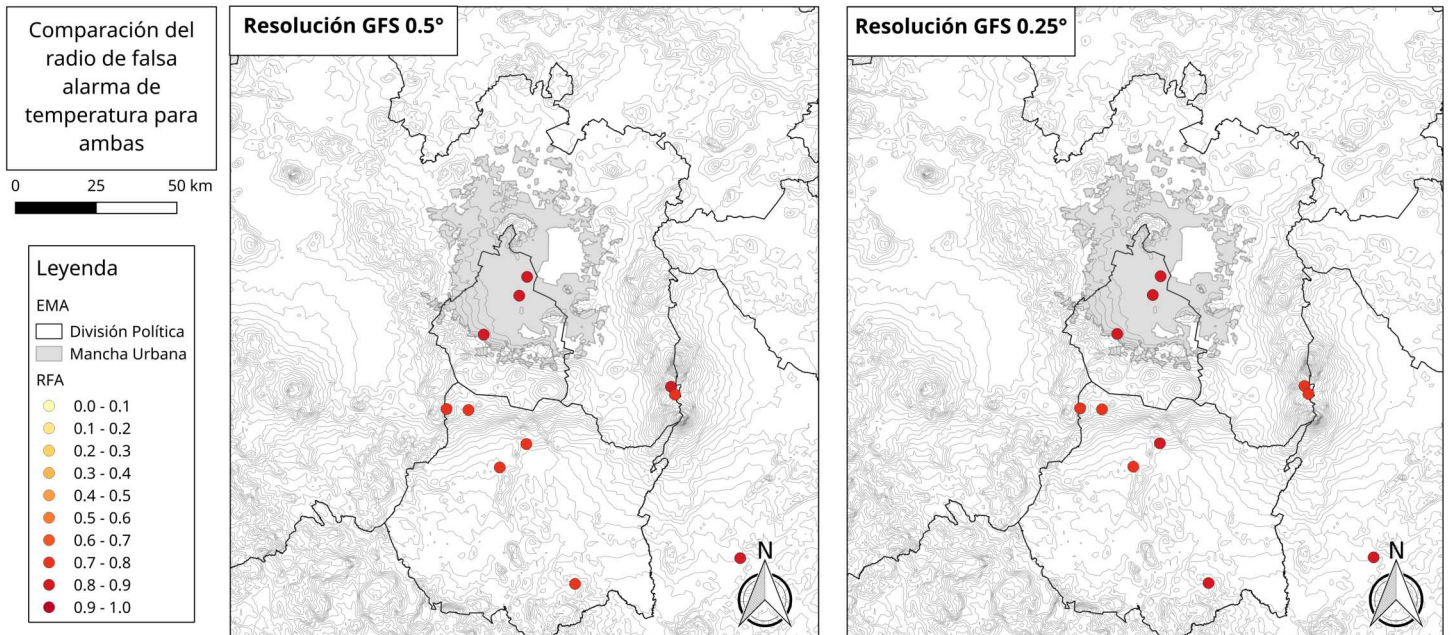 Comparación del
radio de falsa
alarma de
temperatura para
ambas
0 25 50 km
Leyenda
EMA
División Política
Mancha Urbana
RFA
0.0 - 0.1
0.1 - 0.2
0.2 - 0.3
0.3 - 0.4
0.4 - 0.5
0.5 - 0.6
0.6 - 0.7
0.7 - 0.8
0.8 - 0.9
0.9 - 1.0
Resolución GFS 0.5°
N
Resolución GFS 0.25°
N